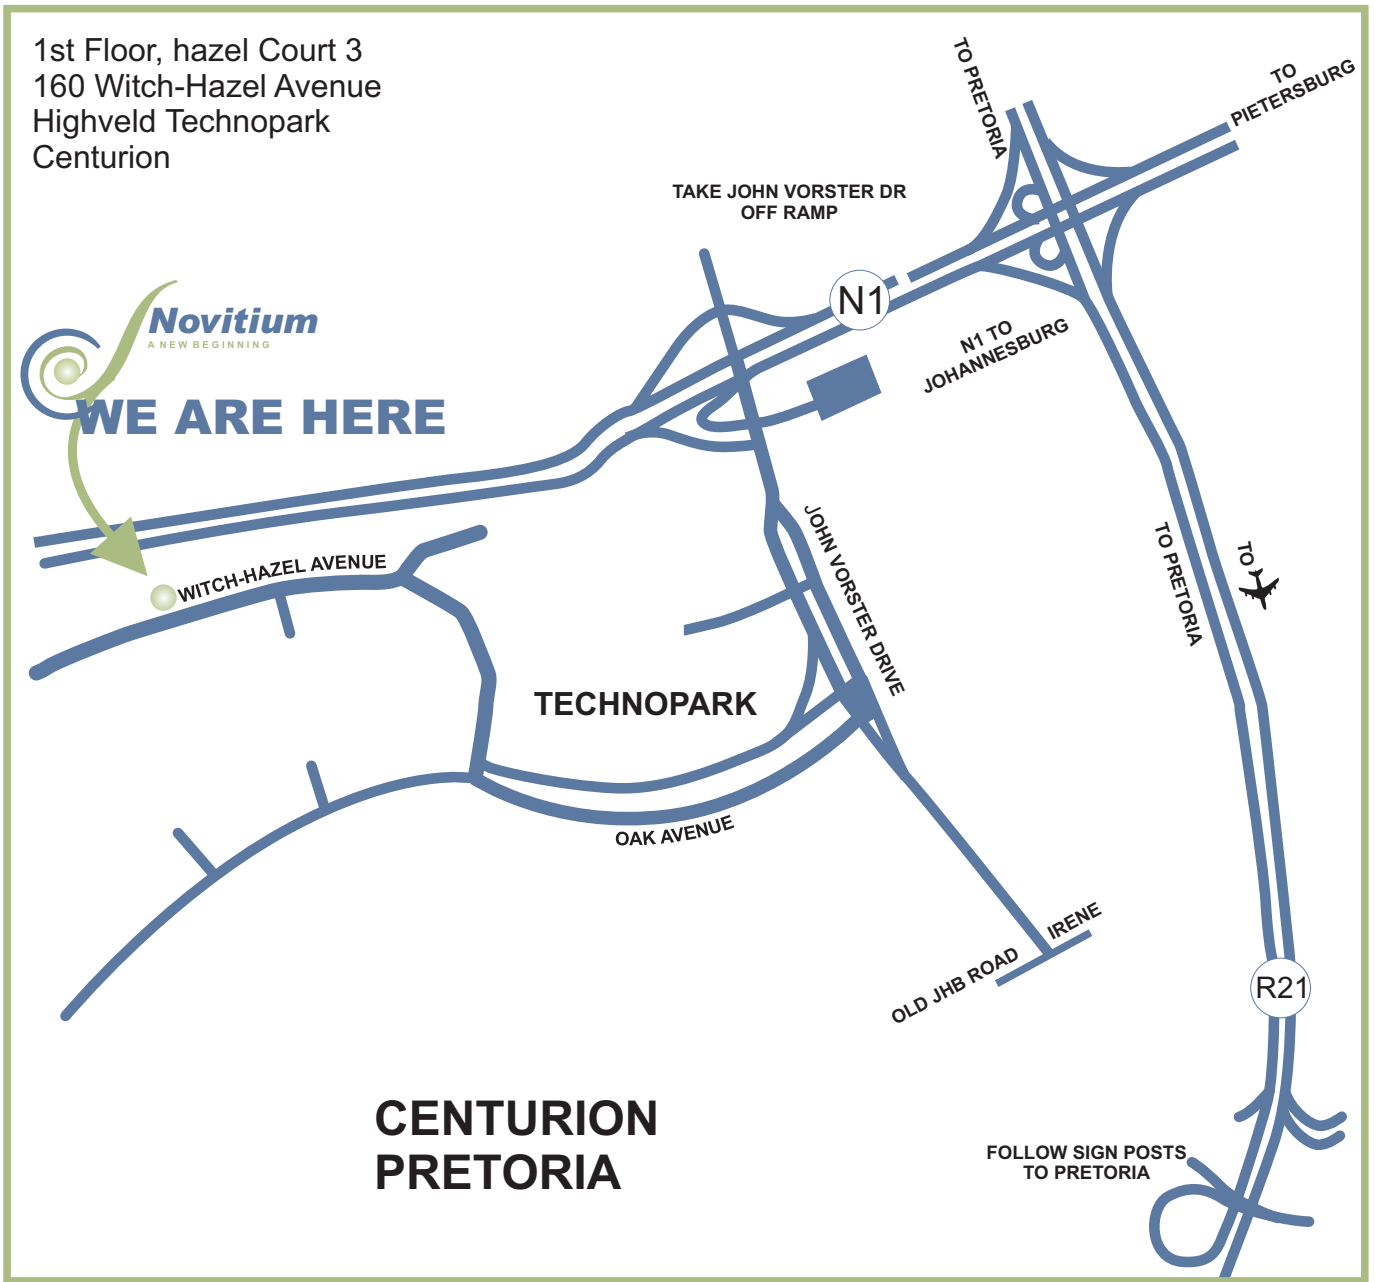 1st Floor, hazel Court 3
160 Witch-Hazel Avenue
Highveld Technopark
Centurion
TO PRETORIA
TO
PIETERSBURG
TAKE JOHN VORSTER DR
OFF RAMP
N1
N1 TO
JOHANNESBURG
Novitium
A NEW BEGINNING
WE ARE HERE
WITCH-HAZEL AVENUE
JOHN VORSTER DRIVE
TO PRETORIA
TO
TECHNOPARK
OAK AVENUE
IRENE
OLD JHB ROAD
R21
CENTURION
PRETORIA
FOLLOW SIGN POSTS
TO PRETORIA